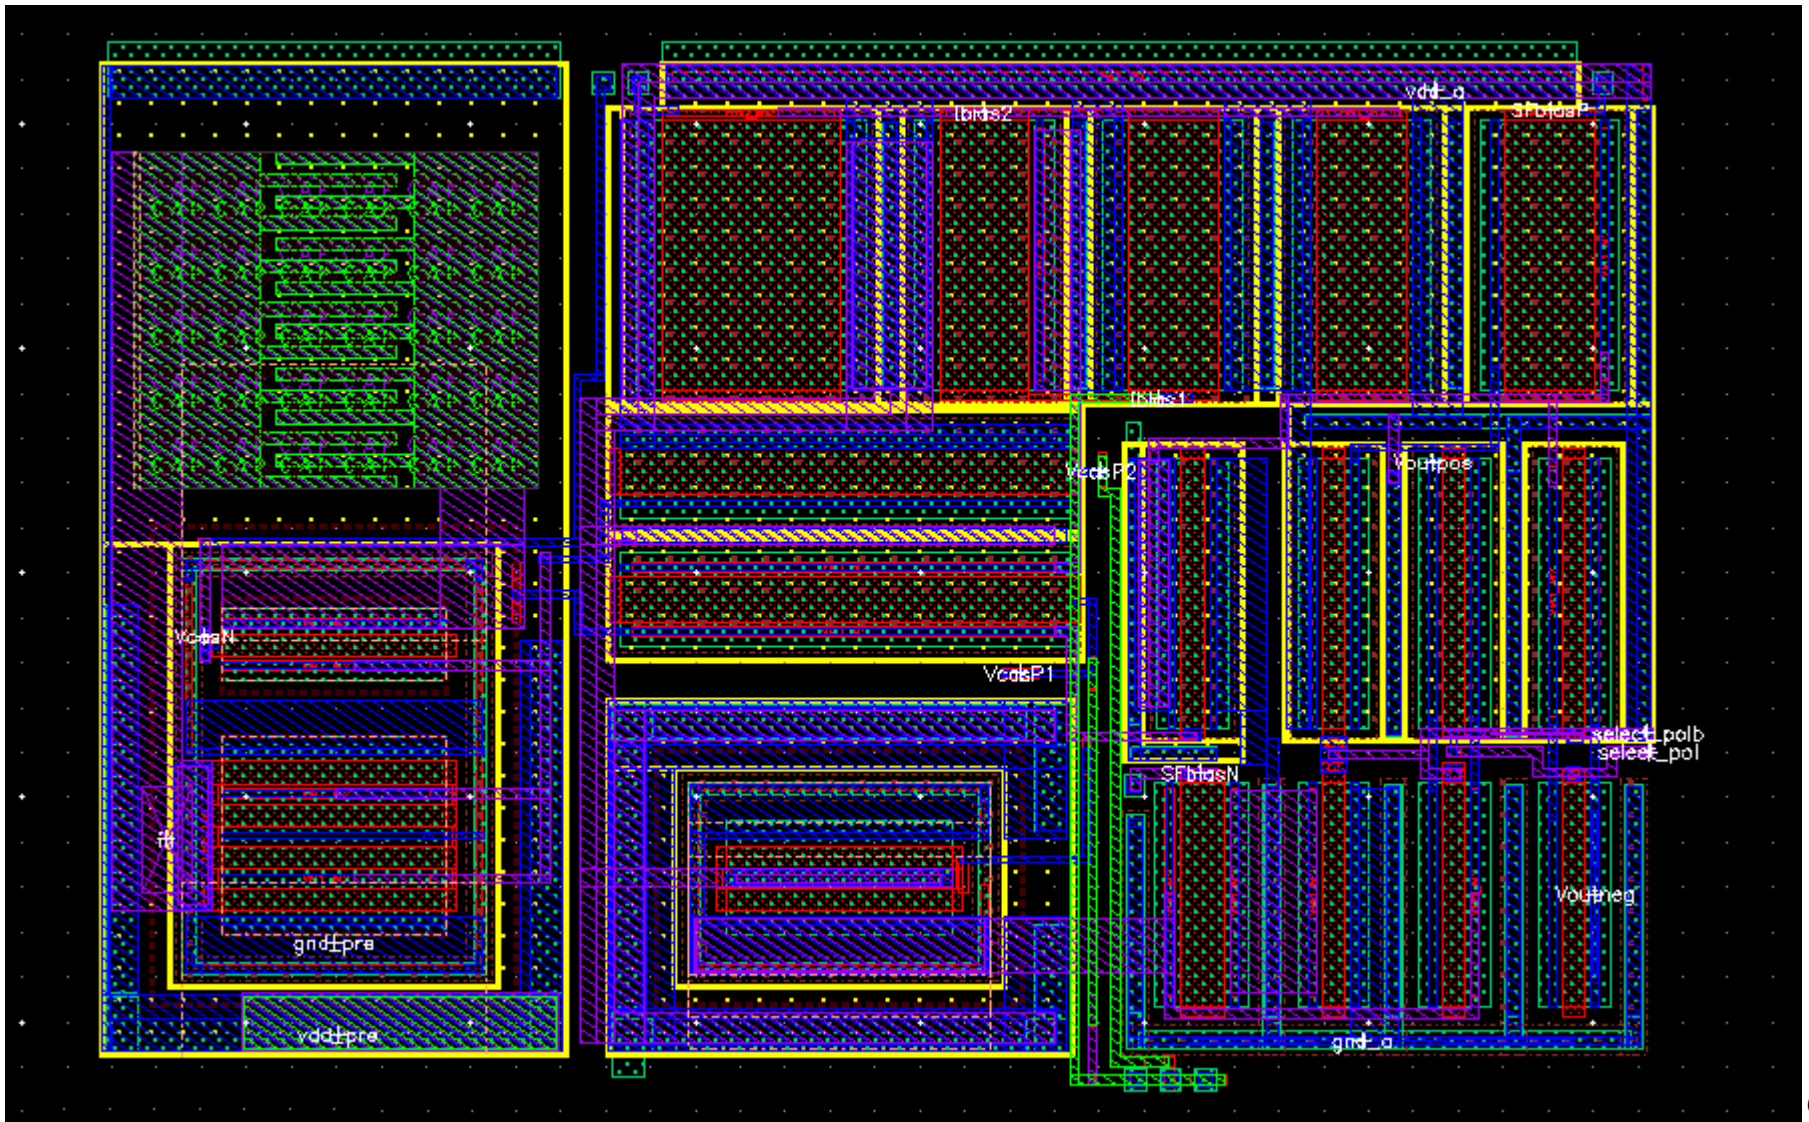 vdd_a
Ibias2
SFbiasP
Ibias1
Voutpos
VcasP2
VcasN
VcasP1
select_polb
select_pol
SFbiasN
Voutneg
gnd_pre
vdd_pre
gnd_a